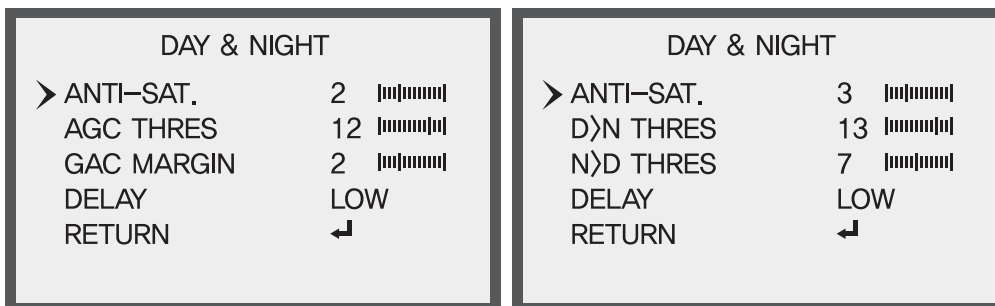 DAY & NIGHT
ANTI-SAT. 2
AGC THRES 12
GAC MARGIN 2
DELAY LOW
RETURN ↲
DAY & NIGHT
ANTI-SAT. 3
D〉N THRES 13
N〉D THRES 7
DELAY LOW
RETURN ↲